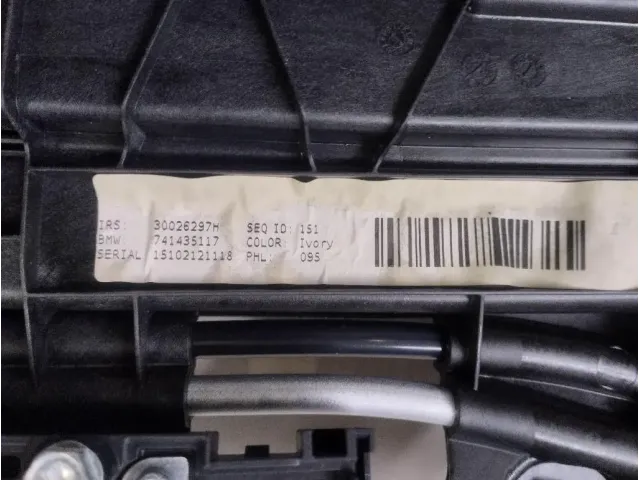 IRS: 30026297H SEQ ID: 151
BMW: 741435117 COLOR: Ivory
SERIAL 15102121118 PHL: 095